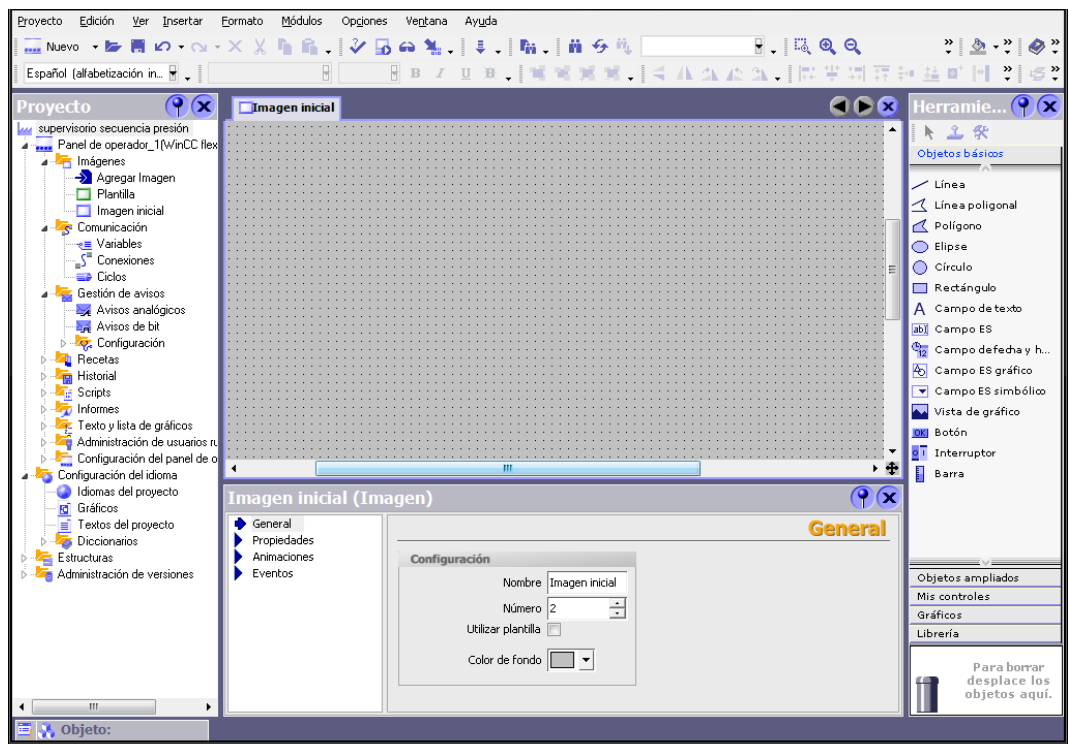 Proyecto Edición Ver Insertar Formato Módulos Opciones Ventana Ayuda
Nuevo
Español (alfabetización in...
Proyecto
supervisorio secuencia presión
Panel de operador_1(WinCC flex
Imágenes
Agregar Imagen
Plantilla
Imagen inicial
Comunicación
Variables
Conexiones
Ciclos
Gestión de avisos
Avisos analógicos
Avisos de bit
Configuración
Recetas
Historial
Scripts
Informes
Texto y lista de gráficos
Administración de usuarios ru
Configuración del panel de o
Configuración del idioma
Idiomas del proyecto
Gráficos
Textos del proyecto
Diccionarios
Estructuras
Administración de versiones
Objeto:
Imagen inicial
Imagen inicial (Imagen)
General
Propiedades
Animaciones
Eventos
General
Configuración
Nombre Imagen inicial
Número 2
Utilizar plantilla
Color de fondo
Herramie...
Objetos básicos
Línea
Línea poligonal
Polígono
Elipse
Círculo
Rectángulo
Campo de texto
Campo ES
Campo defecha y h...
Campo ES gráfico
Campo ES simbólico
Vista de gráfico
Botón
Interruptor
Barra
Objetos ampliados
Mis controles
Gráficos
Librería
Para borrar
desplace los
objetos aquí.